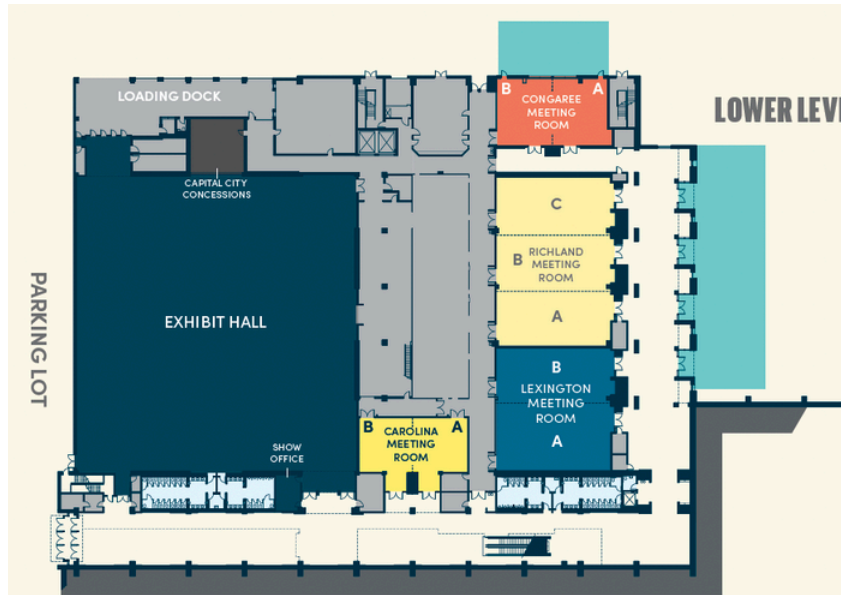 LOADING DOCK
B
CONGAREE
MEETING
ROOM
A
LOWER LEVE
CAPITAL CITY
CONCESSIONS
C
B
RICHLAND
MEETING
ROOM
A
PARKING LOT
EXHIBIT HALL
B
LEXINGTON
MEETING
ROOM
A
B
CAROLINA
MEETING
ROOM
A
SHOW
OFFICE